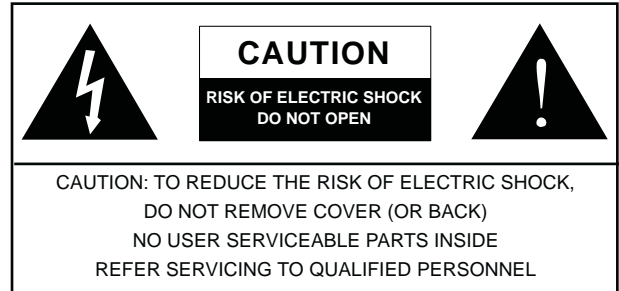 CAUTION
RISK OF ELECTRIC SHOCK
DO NOT OPEN
!
CAUTION: TO REDUCE THE RISK OF ELECTRIC SHOCK,
DO NOT REMOVE COVER (OR BACK)
NO USER SERVICEABLE PARTS INSIDE
REFER SERVICING TO QUALIFIED PERSONNEL